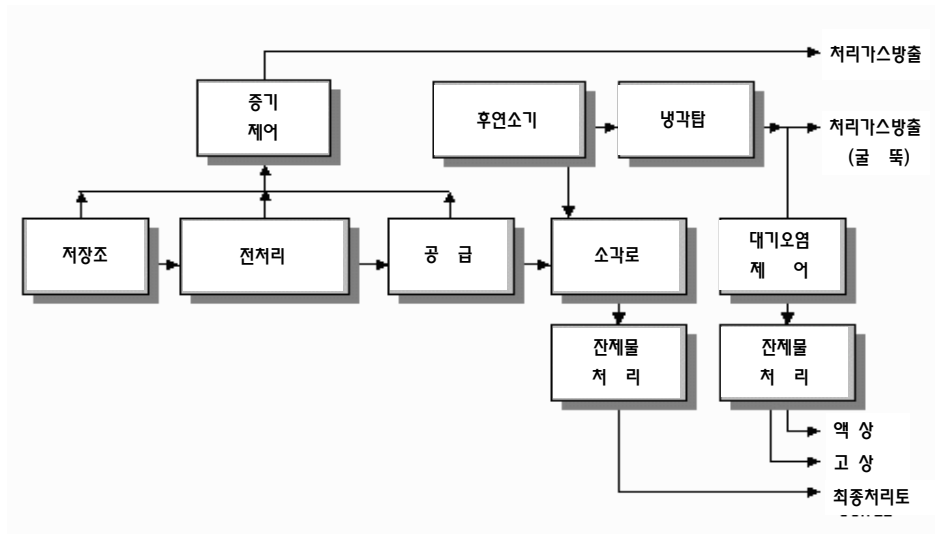 처리가스방출
증기
제어
후연소기
냉각탑
처리가스방출
(굴 뚝)
저장조
전처리
공 급
소각로
대기오염
제 어
잔제물
처 리
잔제물
처 리
액 상
고 상
최종처리토